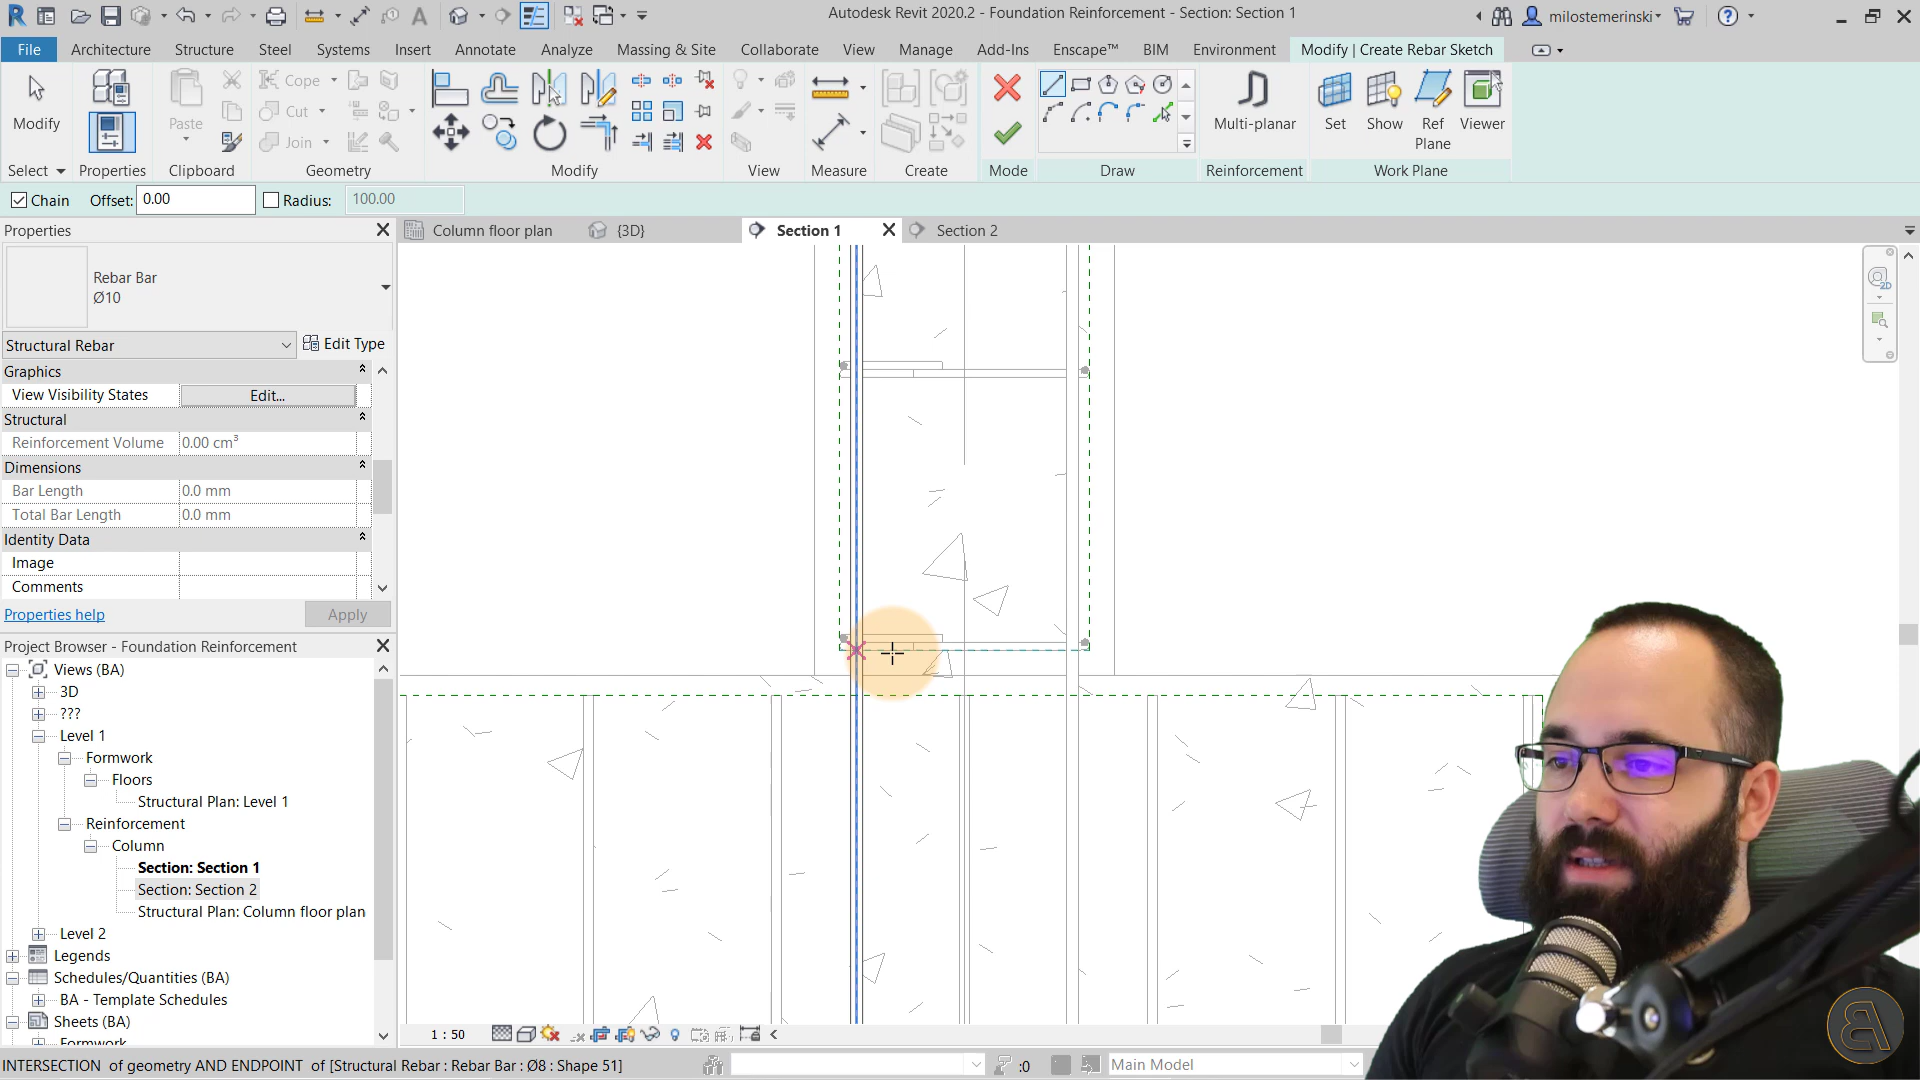 Autodesk Revit 2020.2 - Foundation Reinforcement - Section: Section 1
milostemerinski
File Architecture Structure Steel Systems Insert Annotate Analyze Massing & Site Collaborate View Manage Add-Ins Enscape™ BIM Environment Modify | Create Rebar Sketch
Modify Paste Cope Cut Join Multi-planar Set Show Ref Plane Viewer
Select Properties Clipboard Geometry Modify View Measure Create Mode Draw Reinforcement Work Plane
Chain Offset: 0.00 Radius: 100.00
Properties
Column floor plan {3D} Section 1 Section 2
Rebar Bar
Ø10
Structural Rebar Edit Type
Graphics
View Visibility States Edit...
Structural
Reinforcement Volume 0.00 cm³
Dimensions
Bar Length 0.0 mm
Total Bar Length 0.0 mm
Identity Data
Image
Comments
Properties help Apply
Project Browser - Foundation Reinforcement
Views (BA)
3D
???
Level 1
Formwork
Floors
Structural Plan: Level 1
Reinforcement
Column
Section: Section 1
Section: Section 2
Structural Plan: Column floor plan
Level 2
Legends
Schedules/Quantities (BA)
BA - Template Schedules
Sheets (BA)
Formwork
1 : 50
INTERSECTION of geometry AND ENDPOINT of [Structural Rebar : Rebar Bar : Ø8 : Shape 51] :0 Main Model